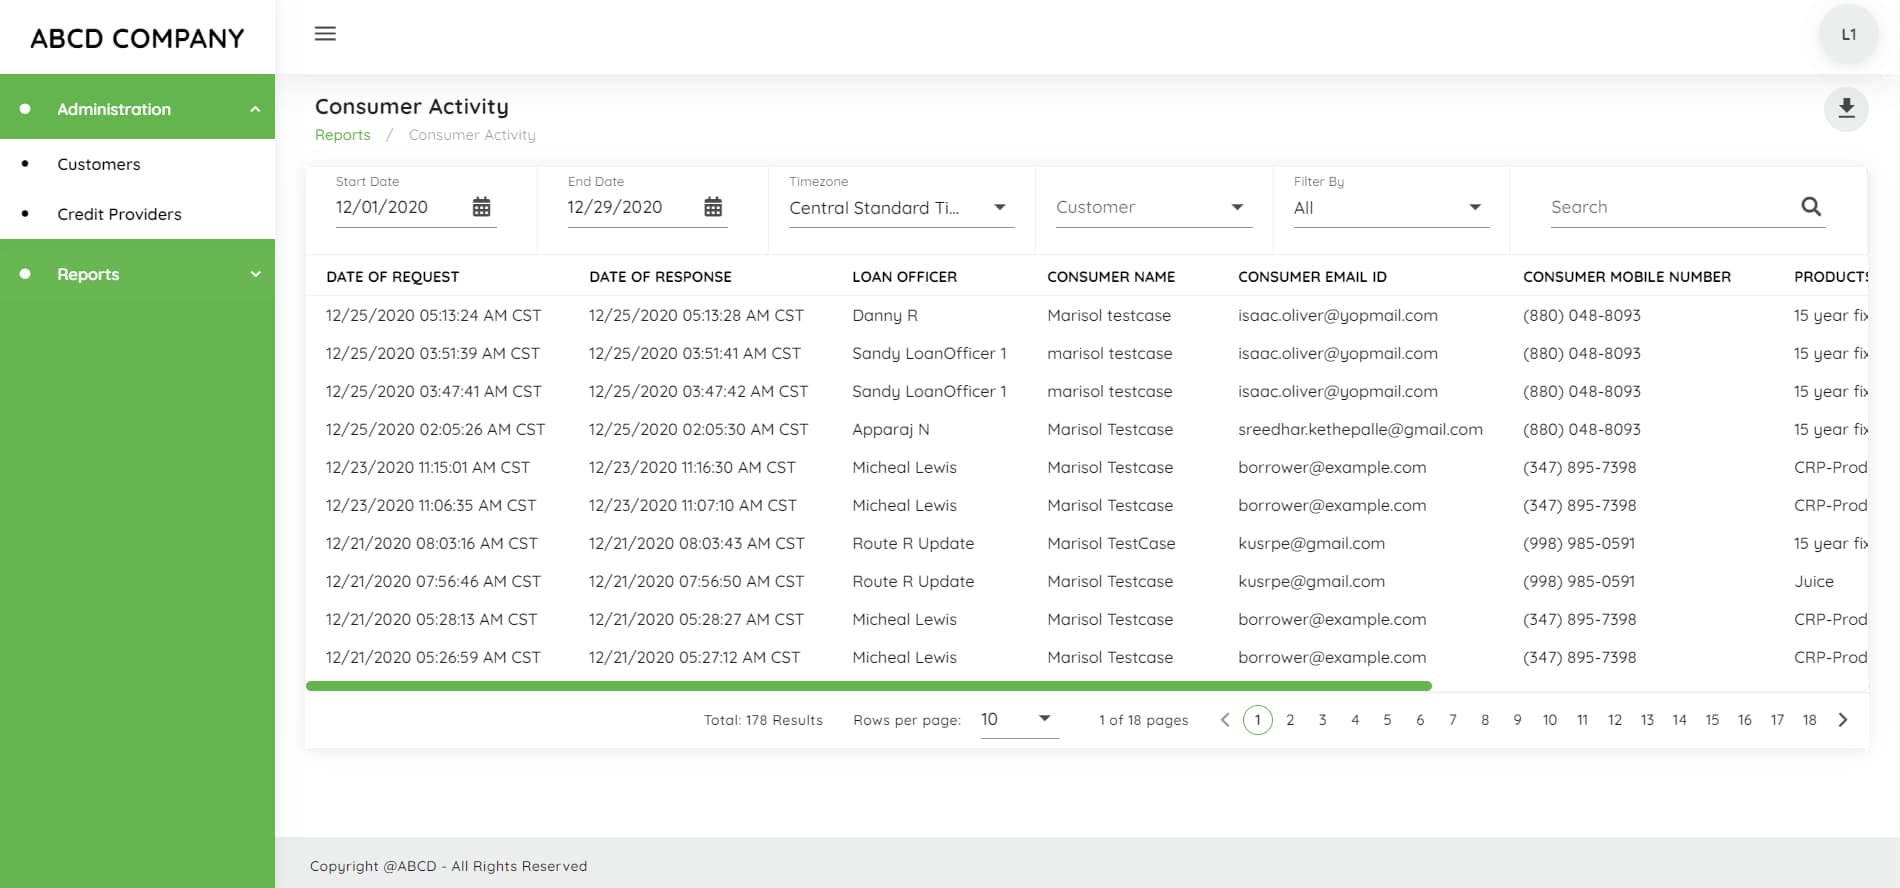 ABCD COMPANY
L1
Administration
Customers
Credit Providers
Reports
Consumer Activity
Reports / Consumer Activity
Start Date End Date Timezone Filter By
12/01/2020 12/29/2020 Central Standard Ti... Customer All Search
DATE OF REQUEST DATE OF RESPONSE LOAN OFFICER CONSUMER NAME CONSUMER EMAIL ID CONSUMER MOBILE NUMBER PRODUCTS
12/25/2020 05:13:24 AM CST 12/25/2020 05:13:28 AM CST Danny R Marisol testcase isaac.oliver@yopmail.com (880) 048-8093 15 year fix
12/25/2020 03:51:39 AM CST 12/25/2020 03:51:41 AM CST Sandy LoanOfficer 1 marisol testcase isaac.oliver@yopmail.com (880) 048-8093 15 year fix
12/25/2020 03:47:41 AM CST 12/25/2020 03:47:42 AM CST Sandy LoanOfficer 1 marisol testcase isaac.oliver@yopmail.com (880) 048-8093 15 year fix
12/25/2020 02:05:26 AM CST 12/25/2020 02:05:30 AM CST Apparaj N Marisol Testcase sreedhar.kethepalle@gmail.com (880) 048-8093 15 year fix
12/23/2020 11:15:01 AM CST 12/23/2020 11:16:30 AM CST Micheal Lewis Marisol Testcase borrower@example.com (347) 895-7398 CRP-Prod
12/23/2020 11:06:35 AM CST 12/23/2020 11:07:10 AM CST Micheal Lewis Marisol Testcase borrower@example.com (347) 895-7398 CRP-Prod
12/21/2020 08:03:16 AM CST 12/21/2020 08:03:43 AM CST Route R Update Marisol TestCase kusrpe@gmail.com (998) 985-0591 15 year fix
12/21/2020 07:56:46 AM CST 12/21/2020 07:56:50 AM CST Route R Update Marisol Testcase kusrpe@gmail.com (998) 985-0591 Juice
12/21/2020 05:28:13 AM CST 12/21/2020 05:28:27 AM CST Micheal Lewis Marisol Testcase borrower@example.com (347) 895-7398 CRP-Prod
12/21/2020 05:26:59 AM CST 12/21/2020 05:27:12 AM CST Micheal Lewis Marisol Testcase borrower@example.com (347) 895-7398 CRP-Prod
Total: 178 Results Rows per page: 10 1 of 18 pages 1 2 3 4 5 6 7 8 9 10 11 12 13 14 15 16 17 18
Copyright @ABCD - All Rights Reserved